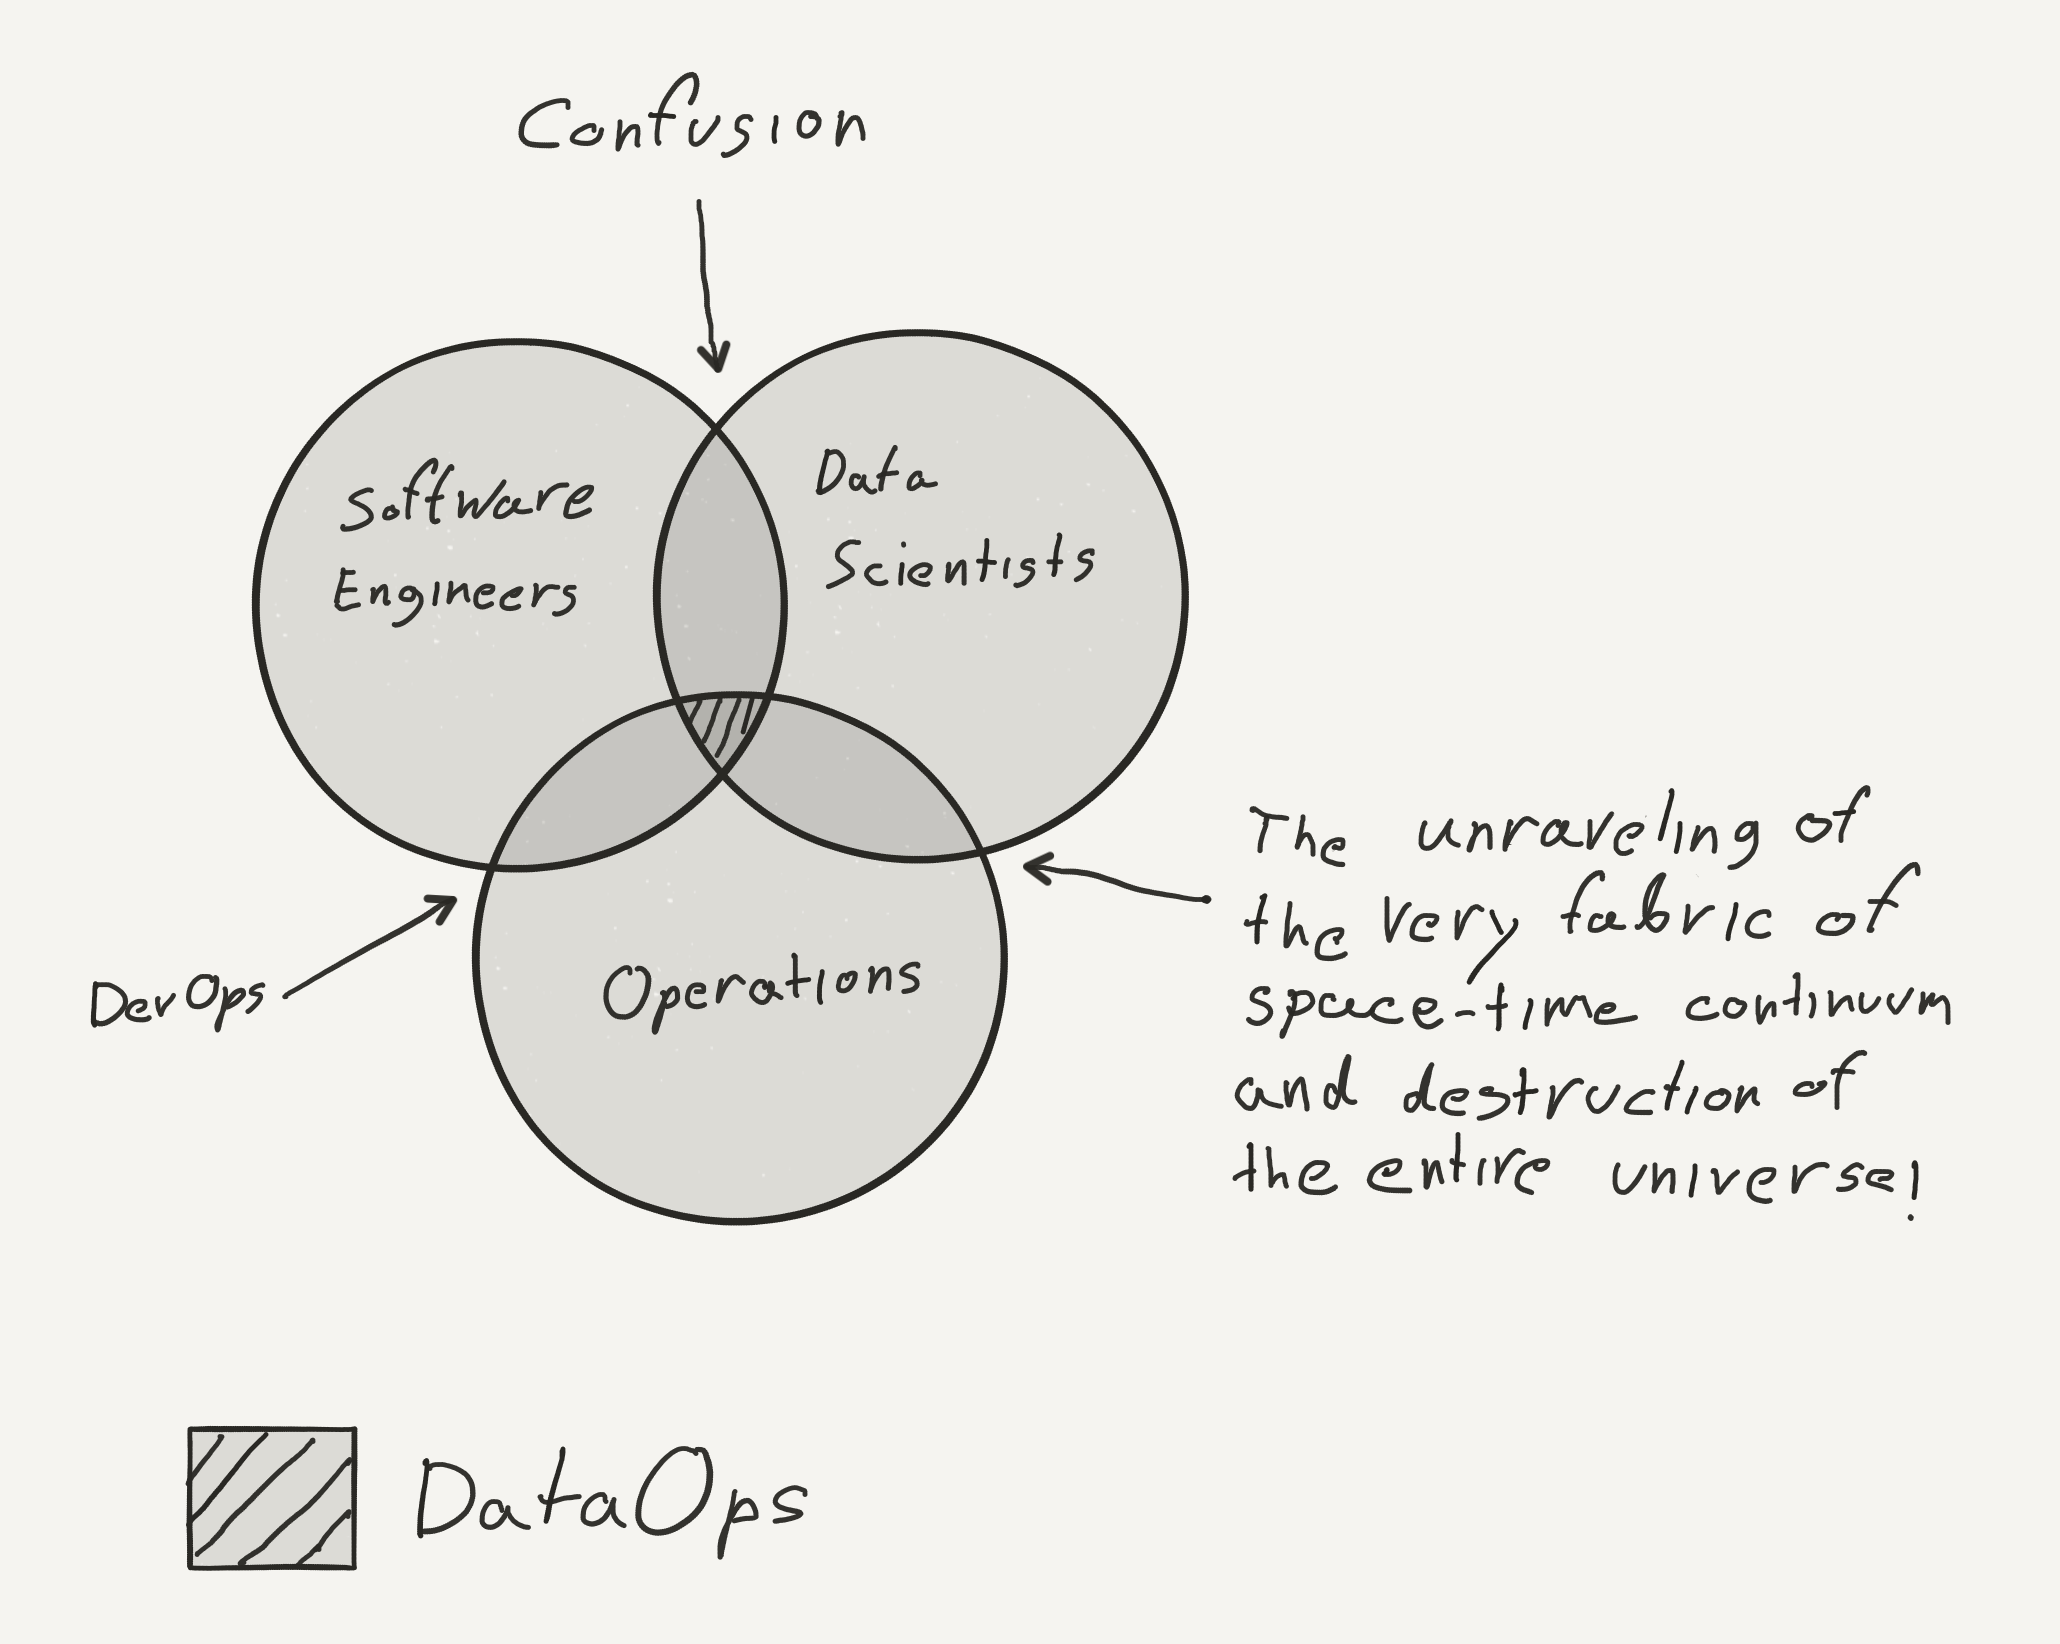 Confusion
Software
Engineers
Data
Scientists
Operations
DevOps
The unraveling of
the very fabric of
space-time continuum
and destruction of
the entire universe!
DataOps